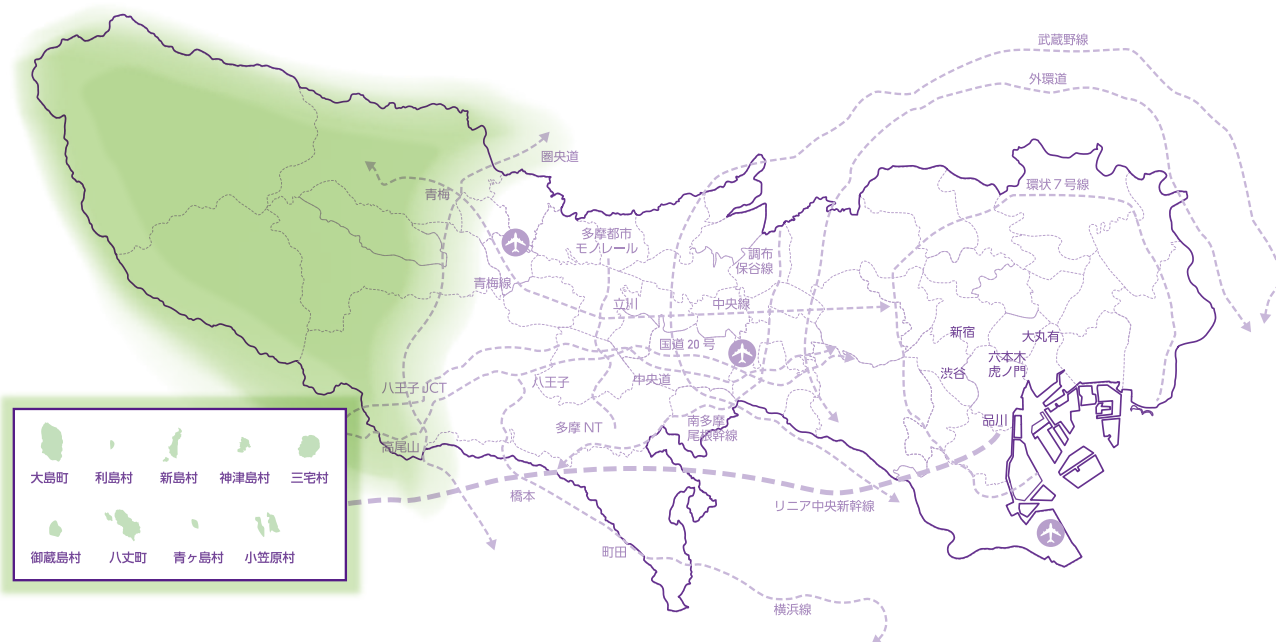 武蔵野線
外環道
圏央道
環状７号線
青梅
多摩都市
モノレール
調布
保谷線
青梅線
立川
中央線
新宿
大丸有
国道 20 号
六本木
虎ノ門
渋谷
八王子 JCT
八王子
中央道
品川
多摩 NT
南多摩
尾根幹線
高尾山
橋本
リニア中央新幹線
町田
横浜線
大島町
利島村
新島村
神津島村
三宅村
御蔵島村
八丈町
青ヶ島村
小笠原村